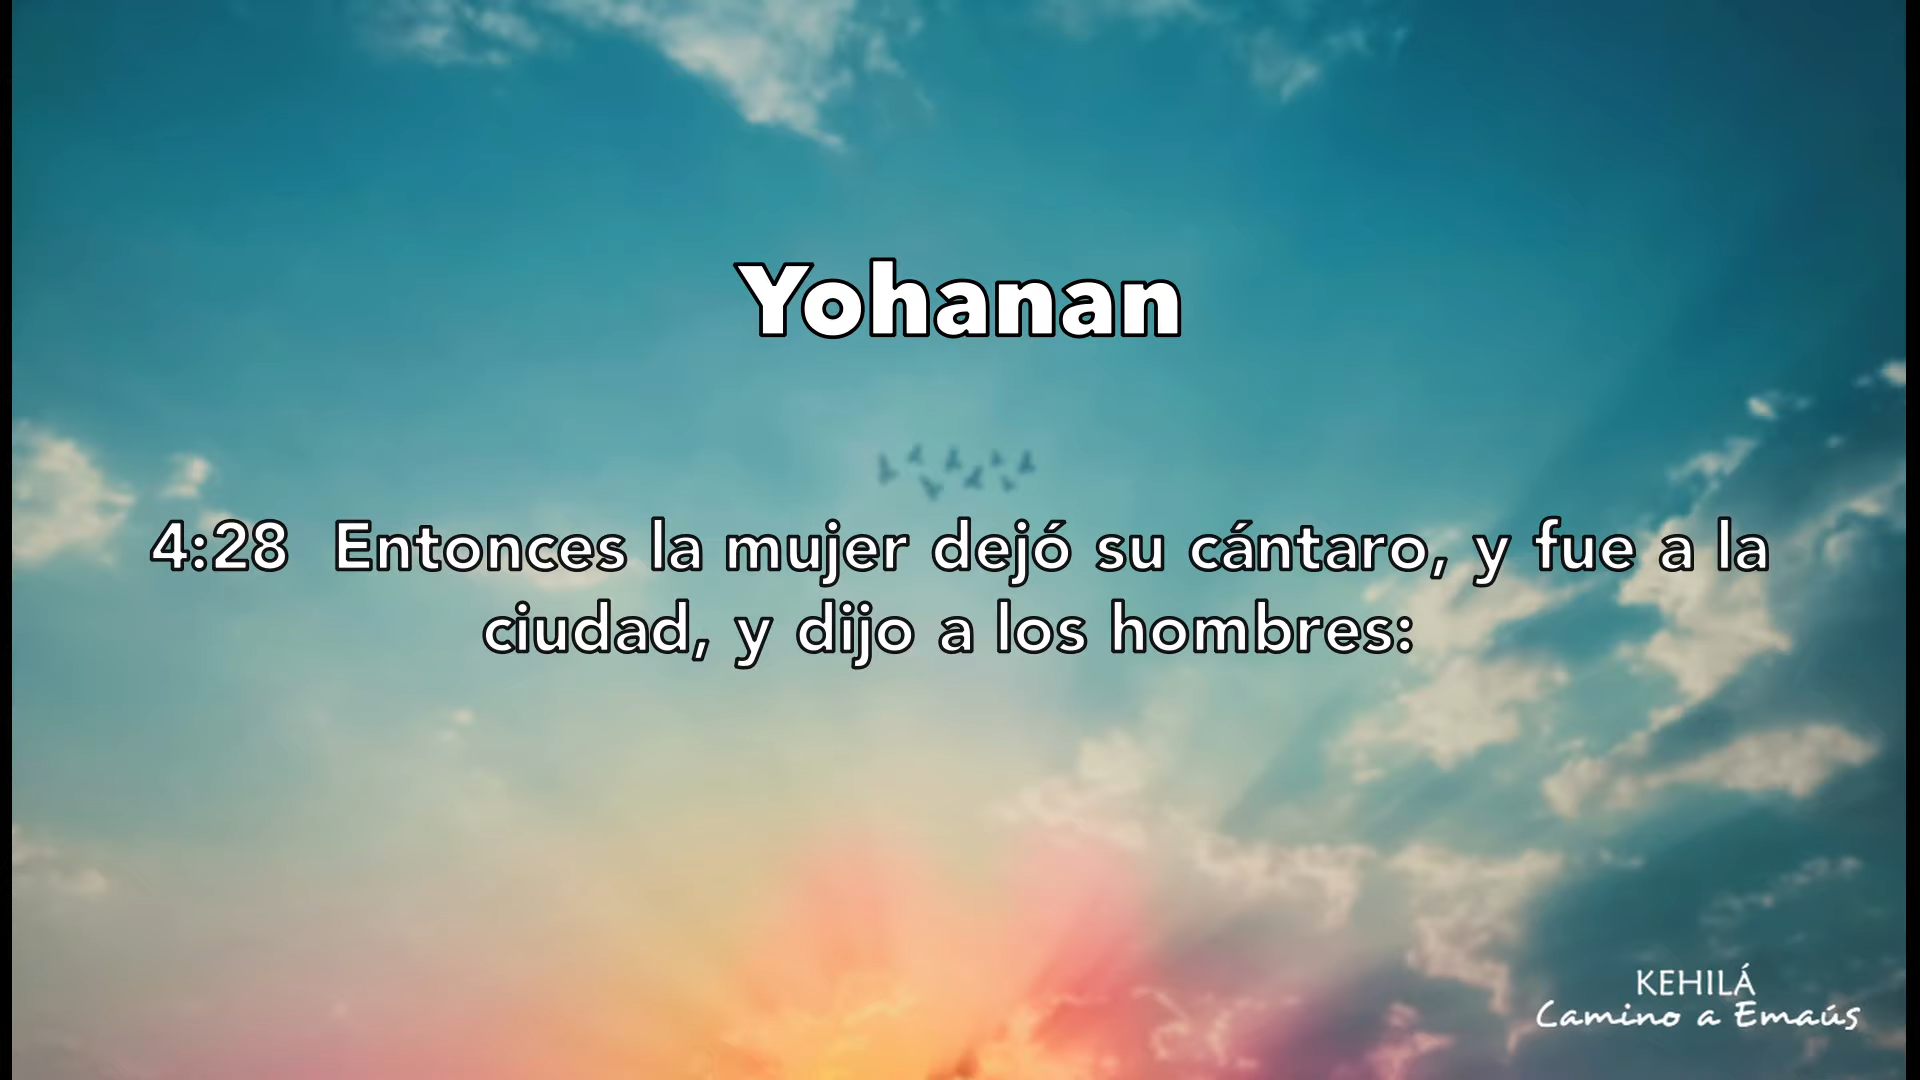 Yohanan
4:28 Entonces la mujer dejó su cántaro, y fue a la
ciudad, y dijo a los hombres:
KEHILÁ
Camino a Emaús